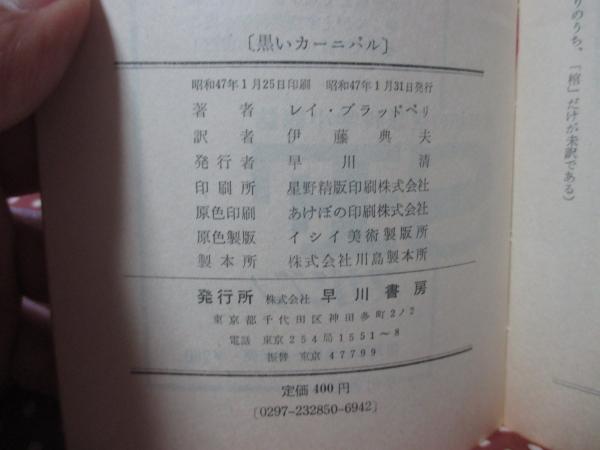 〔黒いカーニバル〕
昭和47年1月25日印刷　昭和47年1月31日発行
著者　レイ・ブラッドベリ
訳者　伊藤典夫
発行者　早川清
印刷所　星野精版印刷株式会社
原色印刷　あけぼの印刷株式会社
原色製版　イシイ美術製版所
製本所　株式会社川島製本所
発行所　株式会社　早川書房
東京都千代田区神田多町2ノ2
電話　東京254局1551〜8
振替　東京47799
定価400円
〔0297-232850-6942〕
りのうち、「棺」だけが未訳である）